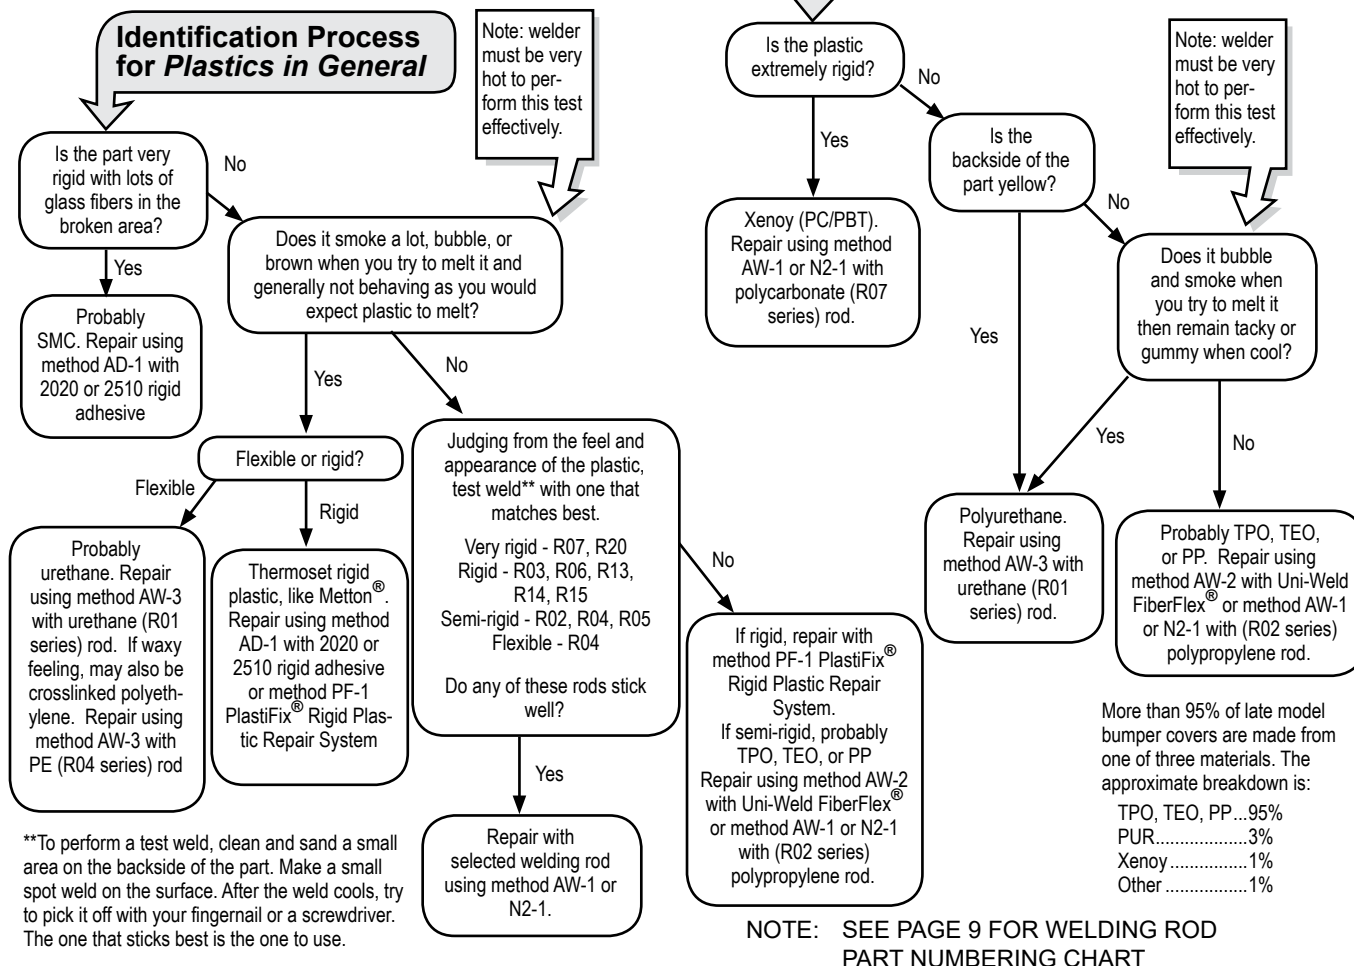 Identification Process
for Plastics in General
Note: welder
must be very
hot to per-
form this test
effectively.
Is the part very
rigid with lots of
glass fibers in the
broken area?
No
Yes
Probably
SMC. Repair using
method AD-1 with
2020 or 2510 rigid
adhesive
Does it smoke a lot, bubble, or
brown when you try to melt it and
generally not behaving as you would
expect plastic to melt?
Yes
No
Flexible or rigid?
Flexible
Rigid
Probably
urethane. Repair
using method AW-3
with urethane (R01
series) rod. If waxy
feeling, may also be
crosslinked polyeth-
ylene. Repair using
method AW-3 with
PE (R04 series) rod
Thermoset rigid
plastic, like Metton®.
Repair using method
AD-1 with 2020 or
2510 rigid adhesive
or method PF-1
PlastiFix® Rigid Plas-
tic Repair System
Judging from the feel and
appearance of the plastic,
test weld** with one that
matches best.
Very rigid - R07, R20
Rigid - R03, R06, R13,
R14, R15
Semi-rigid - R02, R04, R05
Flexible - R04
Do any of these rods stick
well?
No
Yes
Repair with
selected welding rod
using method AW-1 or
N2-1.
If rigid, repair with
method PF-1 PlastiFix®
Rigid Plastic Repair
System.
If semi-rigid, probably
TPO, TEO, or PP
Repair using method AW-2
with Uni-Weld FiberFlex®
or method AW-1 or N2-1
with (R02 series)
polypropylene rod.
**To perform a test weld, clean and sand a small
area on the backside of the part. Make a small
spot weld on the surface. After the weld cools, try
to pick it off with your fingernail or a screwdriver.
The one that sticks best is the one to use.
Is the plastic
extremely rigid?
No
Yes
Xenoy (PC/PBT).
Repair using method
AW-1 or N2-1 with
polycarbonate (R07
series) rod.
Is the
backside of the
part yellow?
No
Yes
Note: welder
must be very
hot to per-
form this test
effectively.
Does it bubble
and smoke when
you try to melt it
then remain tacky or
gummy when cool?
Yes
No
Polyurethane.
Repair using
method AW-3 with
urethane (R01
series) rod.
Probably TPO, TEO,
or PP. Repair using
method AW-2 with Uni-Weld
FiberFlex® or method AW-1
or N2-1 with (R02 series)
polypropylene rod.
More than 95% of late model
bumper covers are made from
one of three materials. The
approximate breakdown is:
TPO, TEO, PP...95%
PUR...................3%
Xenoy................1%
Other.................1%
NOTE: SEE PAGE 9 FOR WELDING ROD
PART NUMBERING CHART